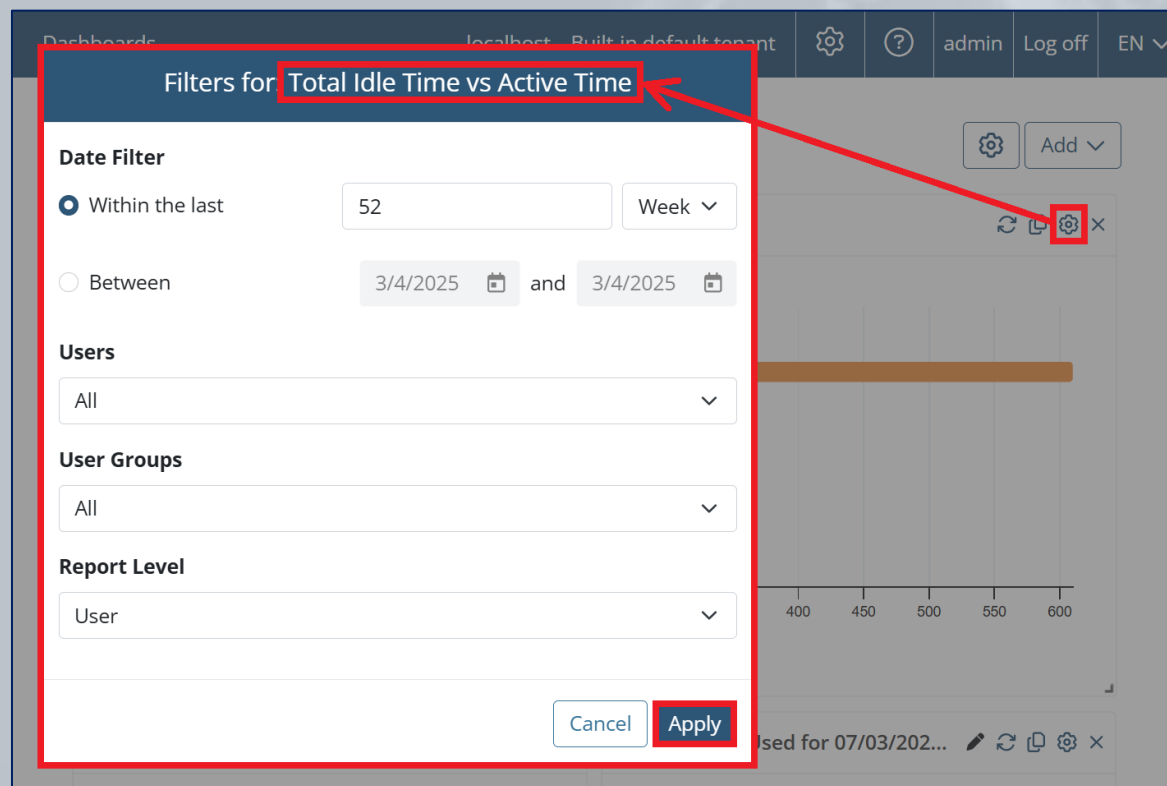 Dashboards localhost Built-in default tenant admin Log off EN
Filters for: Total Idle Time vs Active Time
Add
Date Filter
Within the last 52 Week
Between 3/4/2025 and 3/4/2025
Users
All
User Groups
All
Report Level
User
400 450 500 550 600
Cancel Apply
Used for 07/03/202...